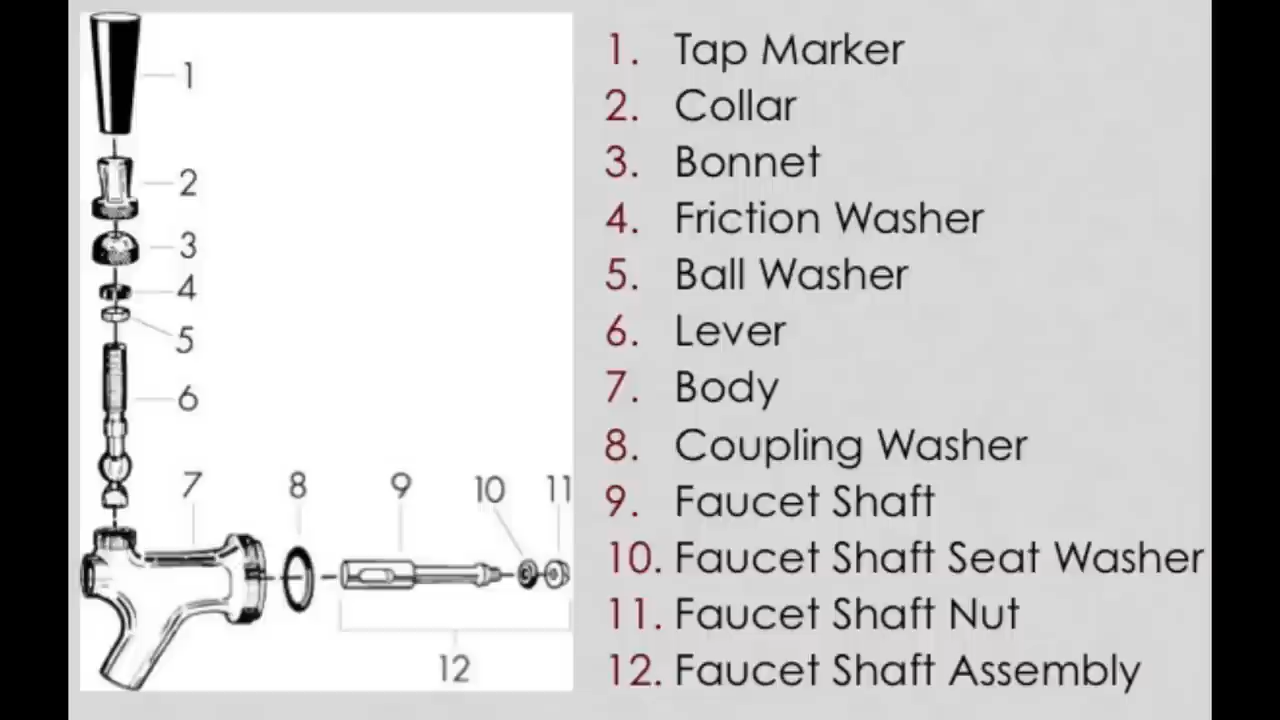 1
2
3
4
5
6
7
8
9
10
11
12
1. Tap Marker
2. Collar
3. Bonnet
4. Friction Washer
5. Ball Washer
6. Lever
7. Body
8. Coupling Washer
9. Faucet Shaft
10. Faucet Shaft Seat Washer
11. Faucet Shaft Nut
12. Faucet Shaft Assembly